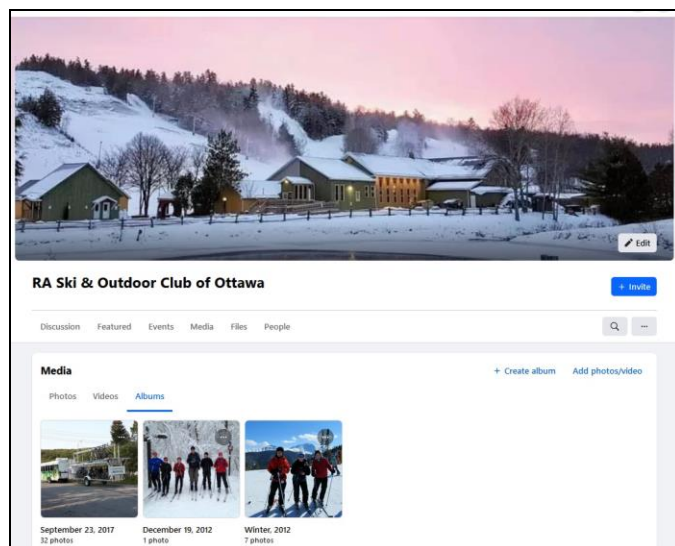 Edit
RA Ski & Outdoor Club of Ottawa
+ Invite
Discussion Featured Events Media Files People
Media
+ Create album Add photos/video
Photos Videos Albums
September 23, 2017 December 19, 2012 Winter, 2012
32 photos 1 photo 7 photos